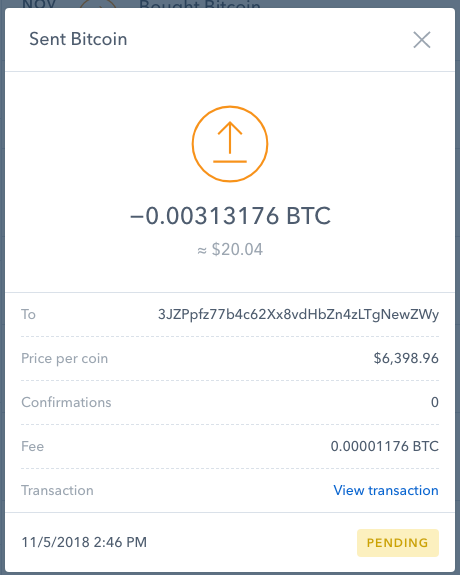 NOV
Bought Bitcoin
Sent Bitcoin
−0.00313176 BTC
≈ $20.04
To 3JZPpfz77b4c62Xx8vdHbZn4zLTgNewZWy
Price per coin $6,398.96
Confirmations 0
Fee 0.00001176 BTC
Transaction View transaction
11/5/2018 2:46 PM PENDING